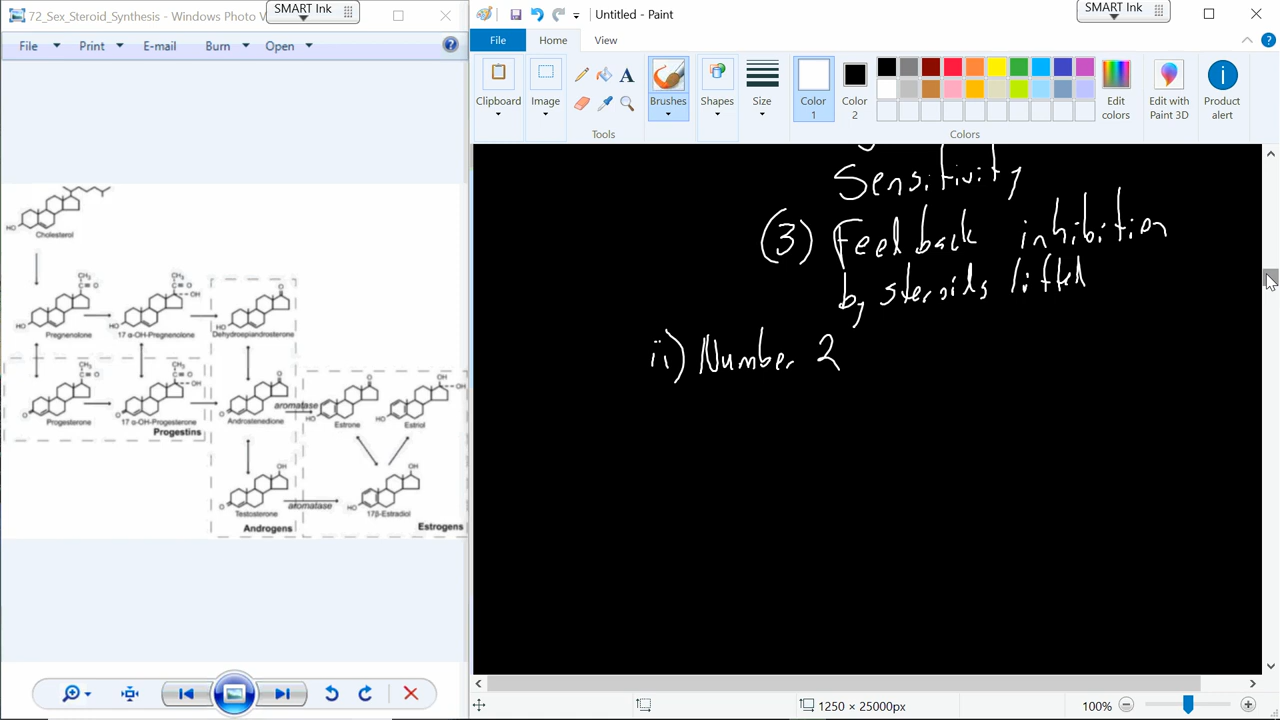 72_Sex_Steroid_Synthesis - Windows Photo V
SMART Ink
File Print E-mail Burn Open
Cholesterol
CH₃
C=O
HO
Pregnenolone
17 α-OH-Pregnenolone
Dehydroepiandrosterone
Progesterone
17 α-OH-Progesterone
Progestins
Androstenedione
aromatase
Estrone
Estriol
Testosterone
aromatase
17β-Estradiol
Androgens
Estrogens
Untitled - Paint
SMART Ink
File Home View
Clipboard
Image
Tools
Brushes
Shapes
Size
Color 1
Color 2
Colors
Edit colors
Edit with Paint 3D
Product alert
Sensitivity
(3) Feedback inhibition
by steroids lifted
ii) Number 2
1250 × 25000px
100%